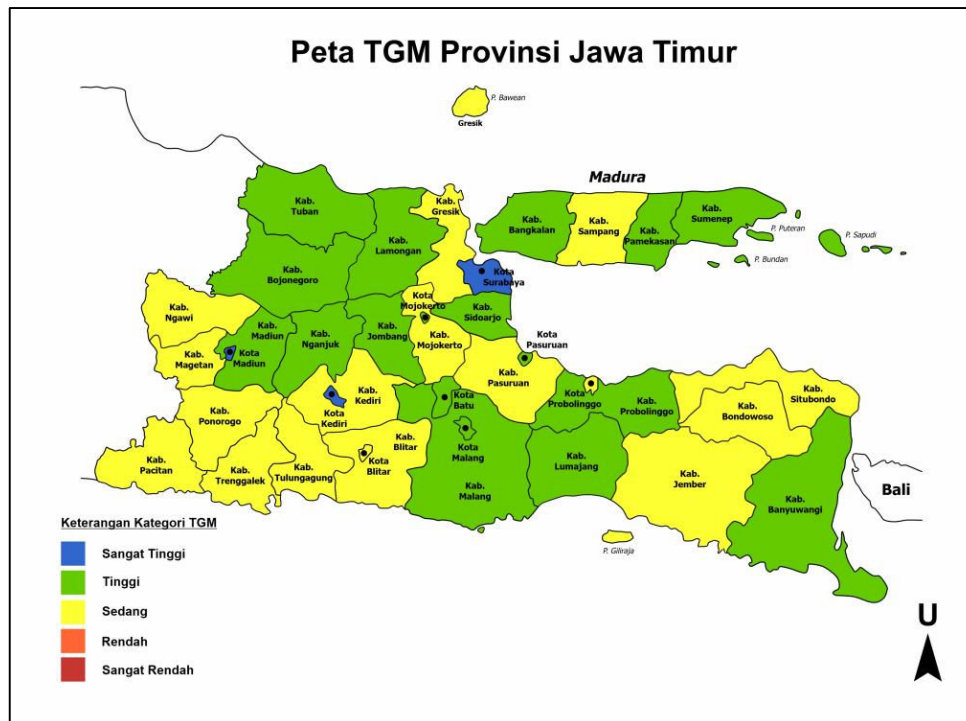 Peta TGM Provinsi Jawa Timur
P. Bawean
Gresik
Madura
Kab.
Tuban
Kab.
Lamongan
Kab.
Gresik
Kab.
Bangkalan
Kab.
Sampang
Kab.
Pamekasan
Kab.
Sumenep
P. Puteran
P. Sapudi
P. Bundan
Kab.
Bojonegoro
Kota
Surabaya
Kab.
Ngawi
Kab.
Madiun
Kab.
Nganjuk
Kab.
Jombang
Kota
Mojokerto
Kab.
Sidoarjo
Kab.
Magetan
Kota
Madiun
Kab.
Mojokerto
Kota
Pasuruan
Kab.
Pasuruan
Kab.
Ponorogo
Kota
Kediri
Kab.
Kediri
Kota
Batu
Kota
Probolinggo
Kab.
Probolinggo
Kab.
Situbondo
Kab.
Bondowoso
Kab.
Pacitan
Kab.
Trenggalek
Kab.
Tulungagung
Kab.
Blitar
Kota
Blitar
Kota
Malang
Kab.
Malang
Kab.
Lumajang
Kab.
Jember
Kab.
Banyuwangi
Bali
P. Giliraja
Keterangan Kategori TGM
Sangat Tinggi
Tinggi
Sedang
Rendah
Sangat Rendah
U